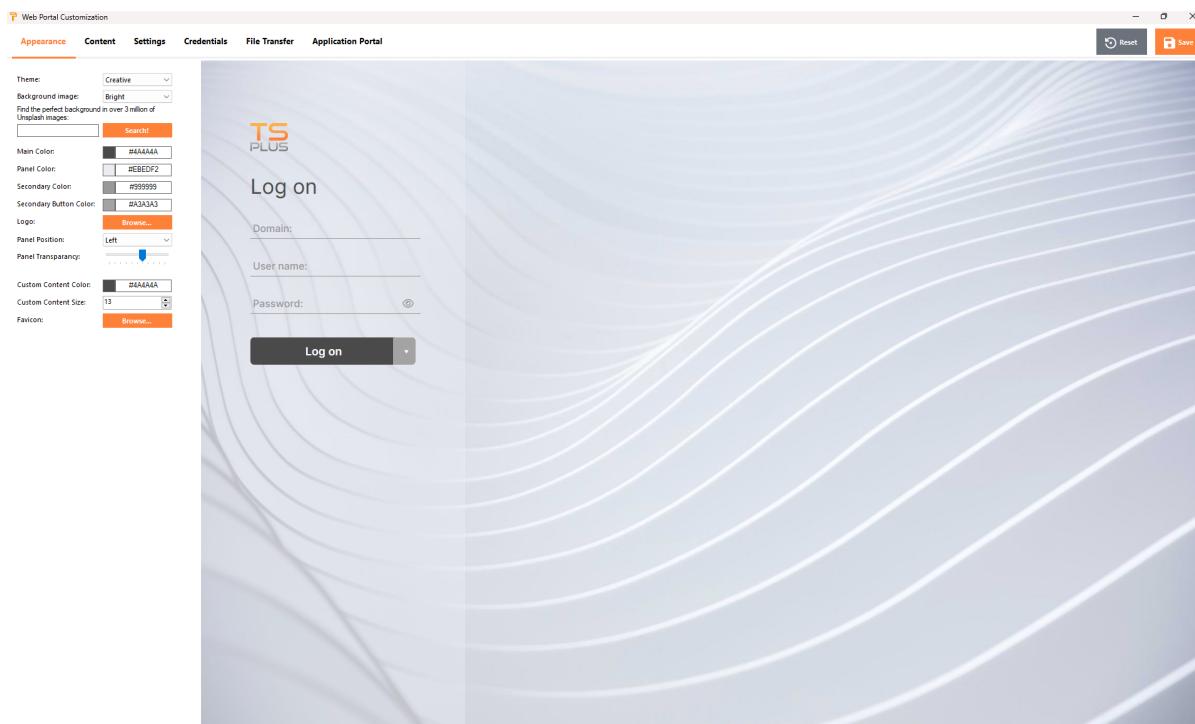 Web Portal Customization
Appearance Content Settings Credentials File Transfer Application Portal Reset Save
Theme: Creative
Background image: Bright
Find the perfect background in over 3 million of
Unsplash images:
Search!
Main Color: #4A4A4A
Panel Color: #EBEDF2
Secondary Color: #999999
Secondary Button Color: #A3A3A3
Logo: Browse...
Panel Position: Left
Panel Transparancy:
Custom Content Color: #4A4A4A
Custom Content Size: 13
Favicon: Browse...
TS
PLUS
Log on
Domain:
User name:
Password:
Log on